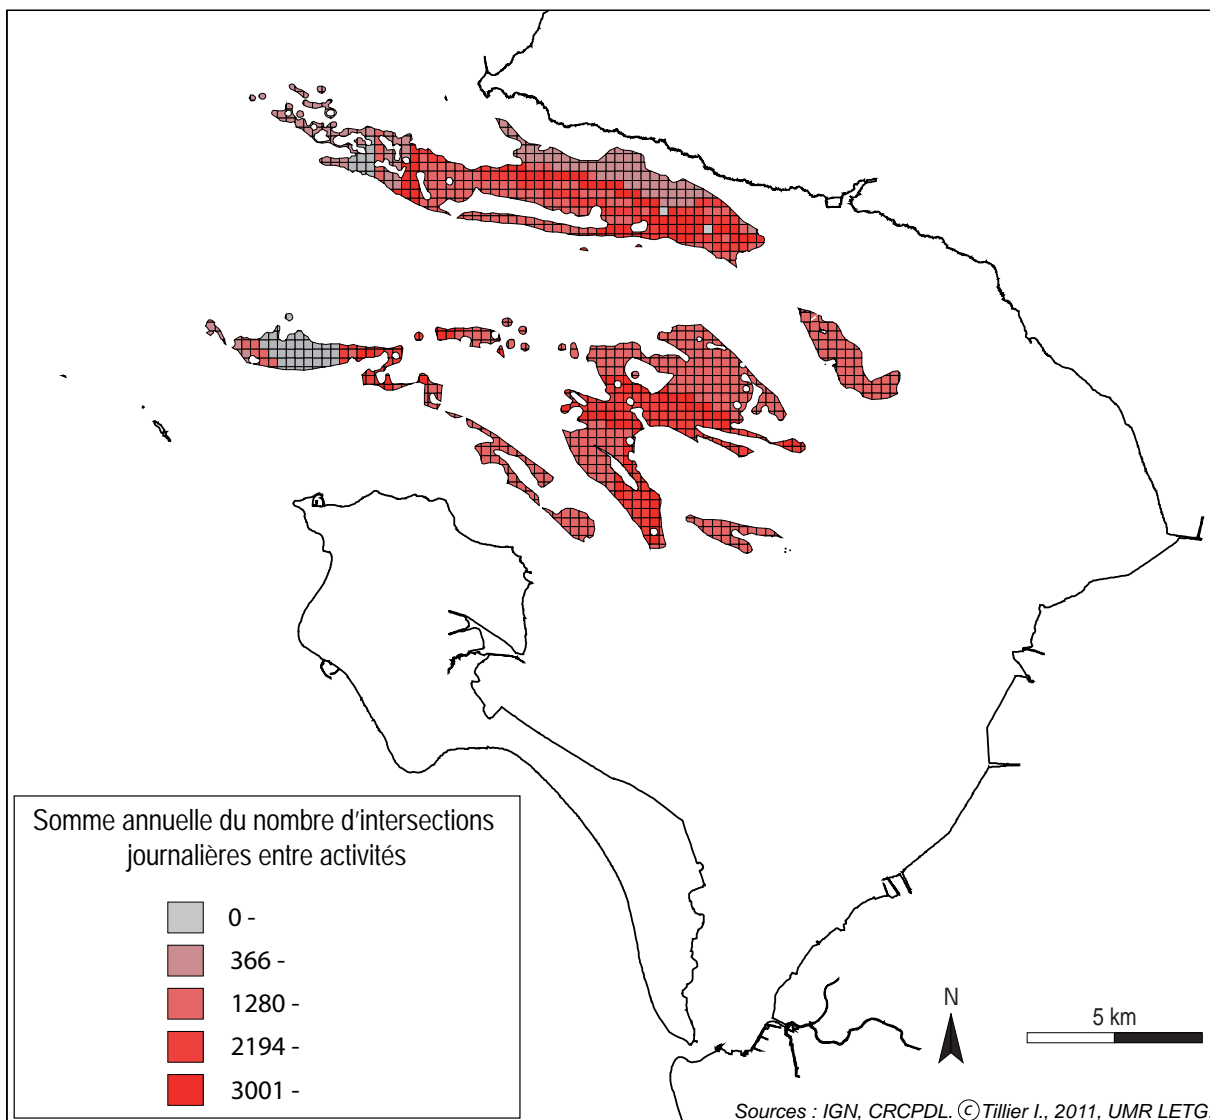 Somme annuelle du nombre d'intersections
journalières entre activités
0 -
366 -
1280 -
2194 -
3001 -
N
5 km
Sources : IGN, CRCPDL. ©Tillier I., 2011, UMR LETG.